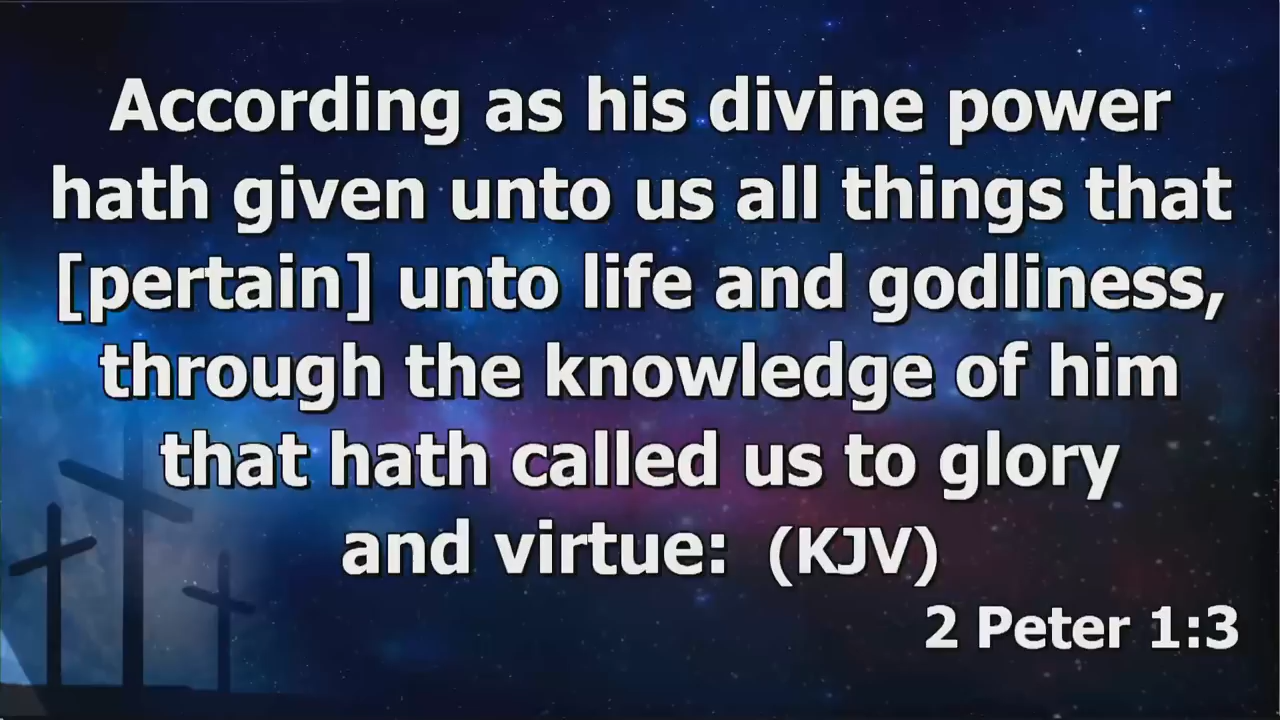 According as his divine power
hath given unto us all things that
[pertain] unto life and godliness,
through the knowledge of him
that hath called us to glory
and virtue: (KJV)
2 Peter 1:3